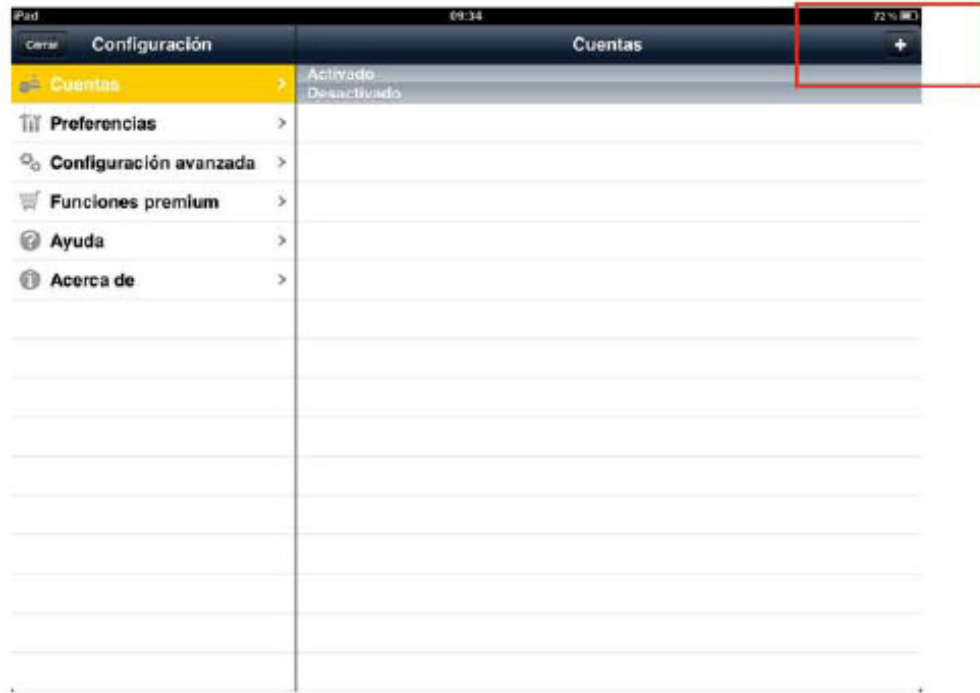 iPad 09:34 72 %
Cerrar Configuración Cuentas +
Cuentas
Activado
Desactivado
Preferencias
Configuración avanzada
Funciones premium
Ayuda
Acerca de